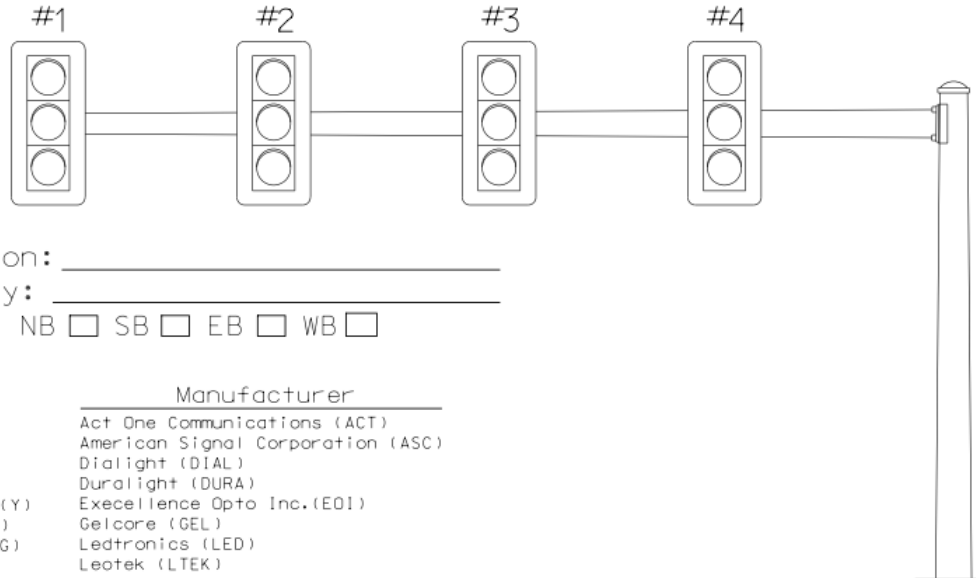 #1 #2 #3 #4
on:
y:
NB SB EB WB
Manufacturer
Act One Communications (ACT)
American Signal Corporation (ASC)
Dialight (DIAL)
Duralight (DURA)
(Y) Execellence Opto Inc.(EOI)
) Gelcore (GEL)
G) Ledtronics (LED)
Leotek (LTEK)